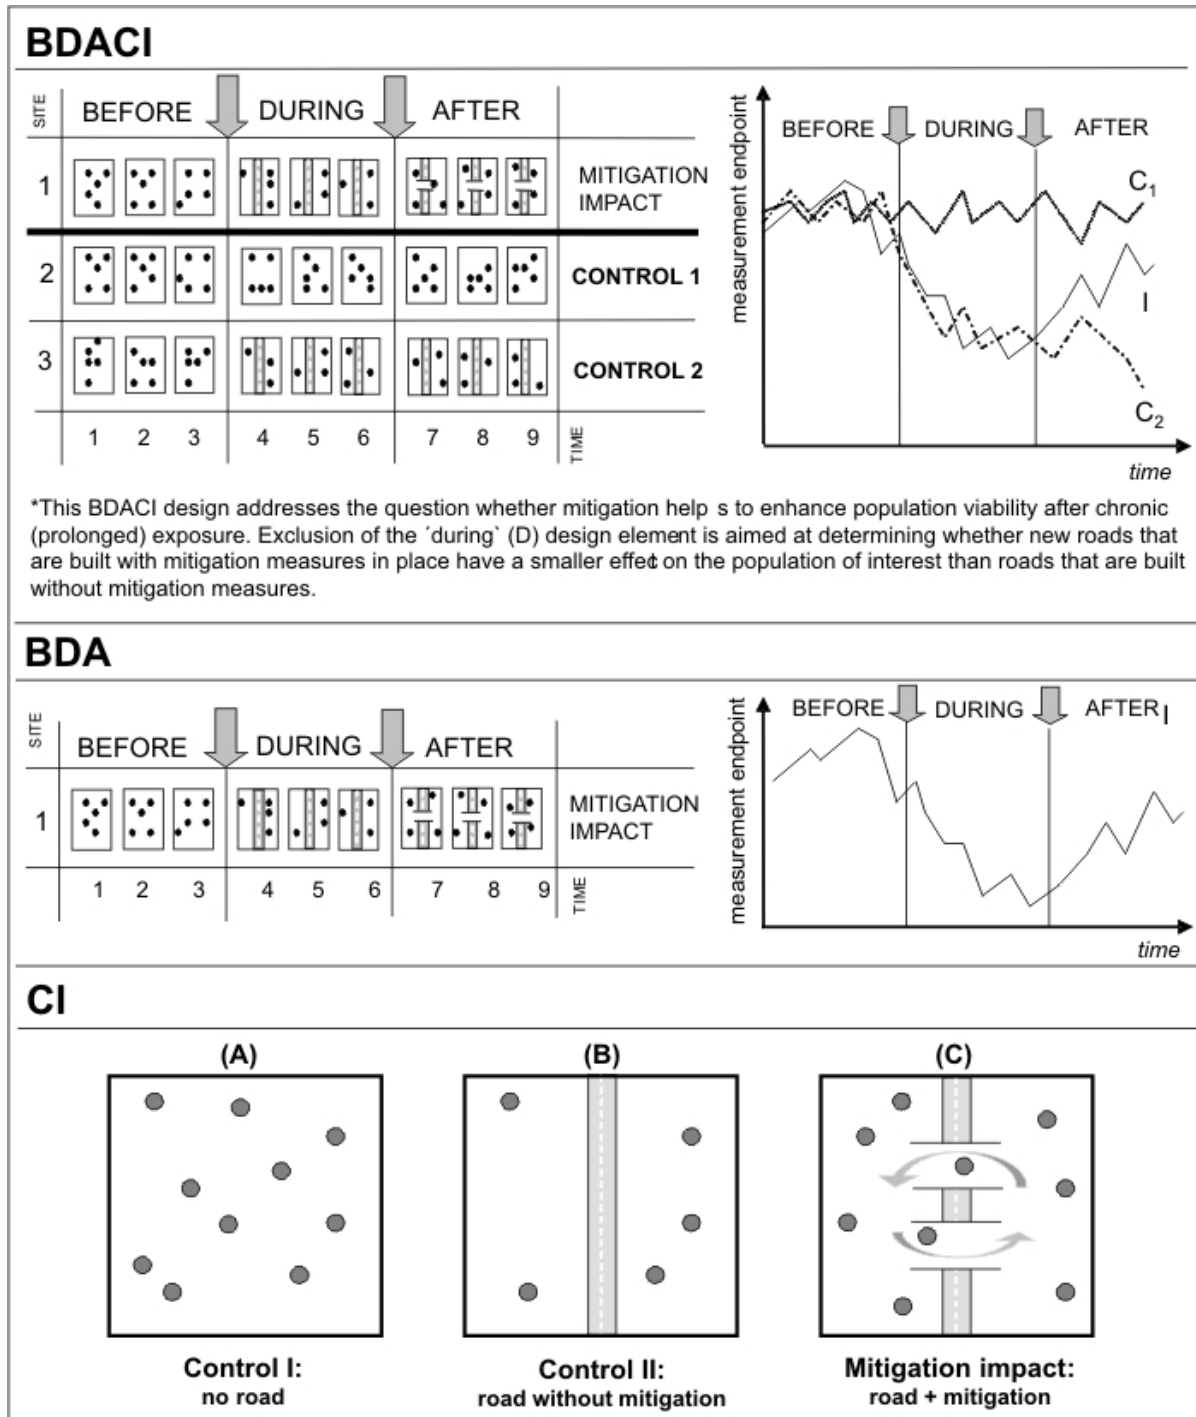 BDACI
SITE
BEFORE DURING AFTER
1 MITIGATION IMPACT
2 CONTROL 1
3 CONTROL 2
1 2 3 4 5 6 7 8 9 TIME
measurement endpoint
BEFORE DURING AFTER
C1
I
C2
time
*This BDACI design addresses the question whether mitigation help s to enhance population viability after chronic
(prolonged) exposure. Exclusion of the ´during` (D) design element is aimed at determining whether new roads that
are built with mitigation measures in place have a smaller effect on the population of interest than roads that are built
without mitigation measures.
BDA
SITE
BEFORE DURING AFTER
1 MITIGATION IMPACT
1 2 3 4 5 6 7 8 9 TIME
measurement endpoint
BEFORE DURING AFTER I
time
CI
(A) (B) (C)
Control I: Control II: Mitigation impact:
no road road without mitigation road + mitigation